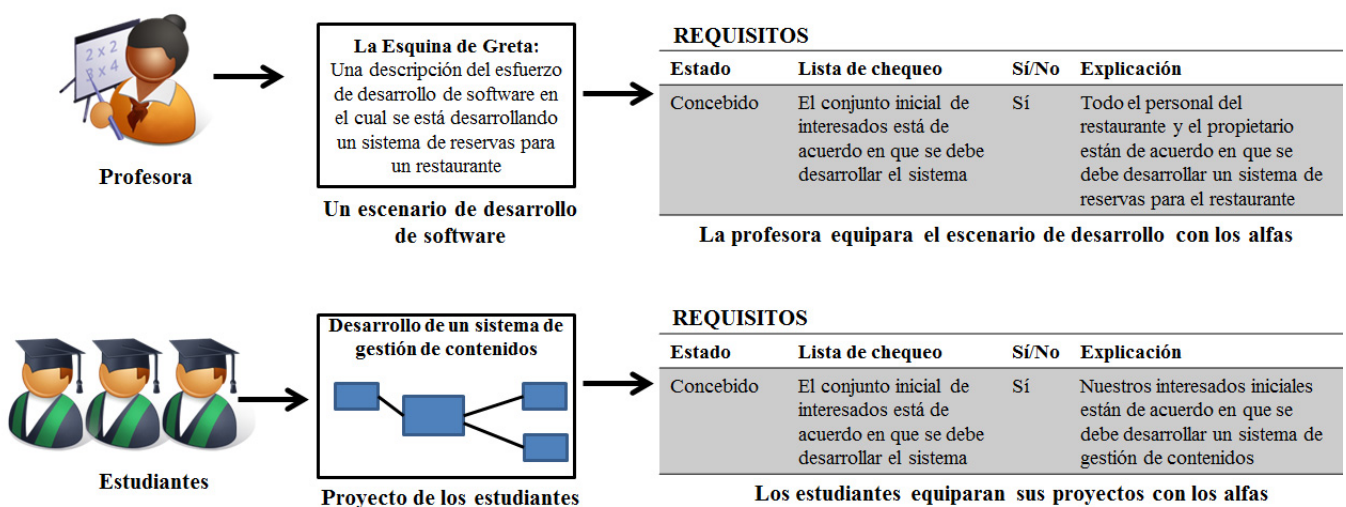 2 x 2
3 x 4
Profesora
La Esquina de Greta:
Una descripción del esfuerzo
de desarrollo de software en
el cual se está desarrollando
un sistema de reservas para
un restaurante
Un escenario de desarrollo
de software
REQUISITOS
Estado Lista de chequeo Sí/No Explicación
Concebido El conjunto inicial de Sí Todo el personal del
interesados está de restaurante y el propietario
acuerdo en que se debe están de acuerdo en que se
desarrollar el sistema debe desarrollar un sistema de
reservas para el restaurante
La profesora equipara el escenario de desarrollo con los alfas
Estudiantes
Desarrollo de un sistema de
gestión de contenidos
Proyecto de los estudiantes
REQUISITOS
Estado Lista de chequeo Sí/No Explicación
Concebido El conjunto inicial de Sí Nuestros interesados iniciales
interesados está de están de acuerdo en que se
acuerdo en que se debe debe desarrollar un sistema de
desarrollar el sistema gestión de contenidos
Los estudiantes equiparan sus proyectos con los alfas